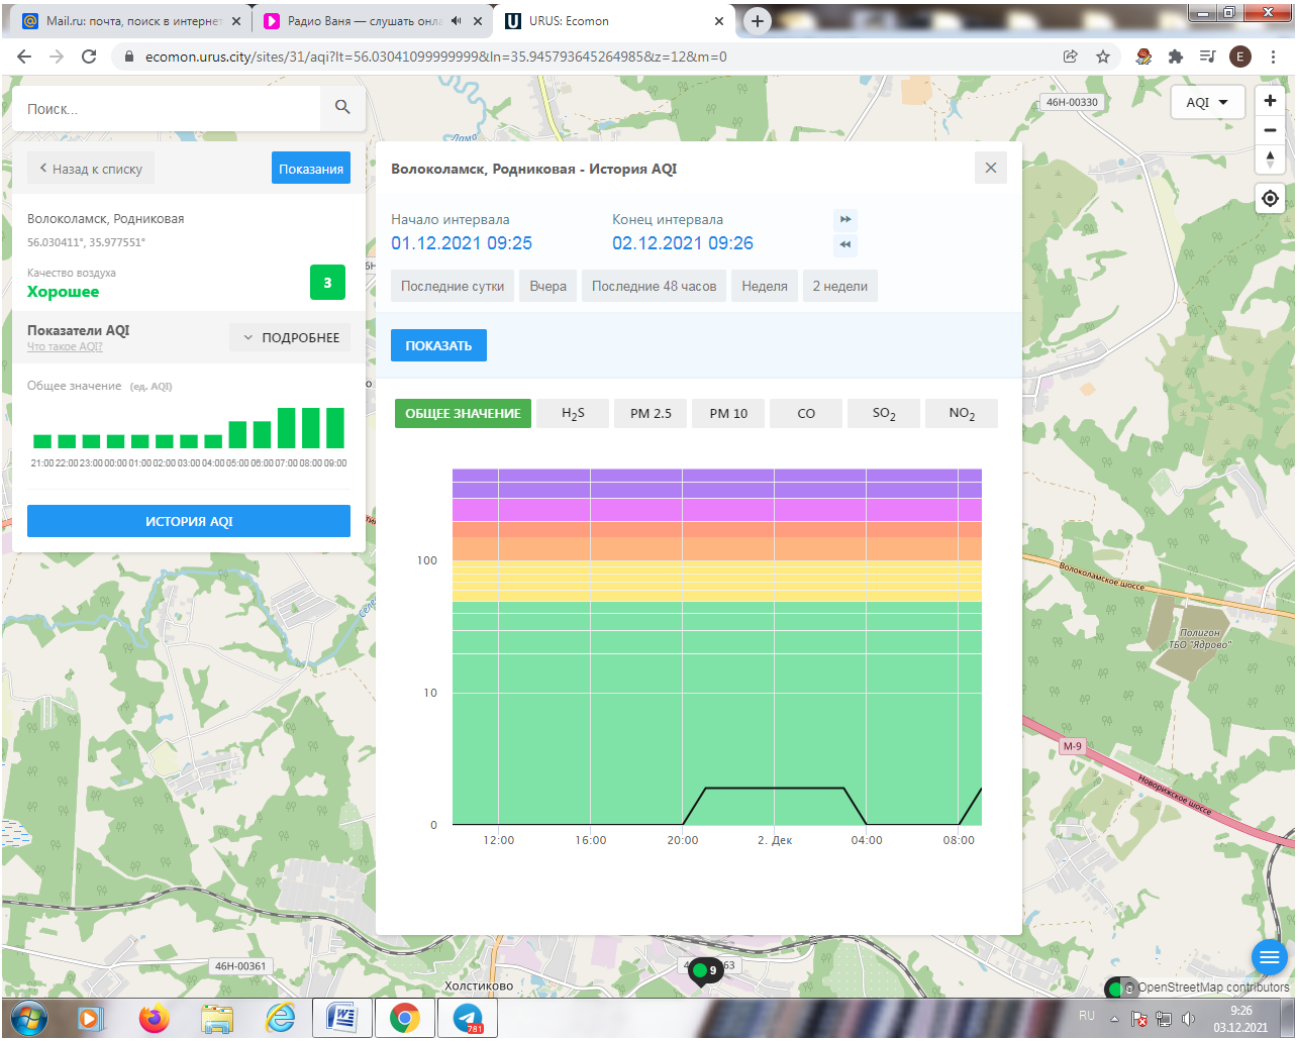 Mail.ru: почта, поиск в интернет
Радио Ваня — слушать онла
URUS: Ecomon
ecomon.urus.city/sites/31/aqi?lt=56.03041099999999&ln=35.945793645264985&z=12&m=0
E
Поиск...
46Н-00330
AQI
Назад к списку
Показания
Волоколамск, Родниковая - История AQI
Волоколамск, Родниковая
56.030411°, 35.977551°
Качество воздуха
Хорошее
3
Начало интервала
Конец интервала
01.12.2021 09:25
02.12.2021 09:26
Последние сутки
Вчера
Последние 48 часов
Неделя
2 недели
Показатели AQI
Что такое AQI?
ПОДРОБНЕЕ
ПОКАЗАТЬ
Общее значение (ед. AQI)
21:00 22:00 23:00 00:00 01:00 02:00 03:00 04:00 05:00 06:00 07:00 08:00 09:00
ИСТОРИЯ AQI
ОБЩЕЕ ЗНАЧЕНИЕ
H₂S
PM 2.5
PM 10
CO
SO₂
NO₂
100
10
0
12:00
16:00
20:00
2. Дек
04:00
08:00
Волоколамское шоссе
Полигон
ТБО "Ядрово"
М-9
Новорижское шоссе
46Н-00361
Холстиково
9
63
OpenStreetMap contributors
781
RU
9:26
03.12.2021